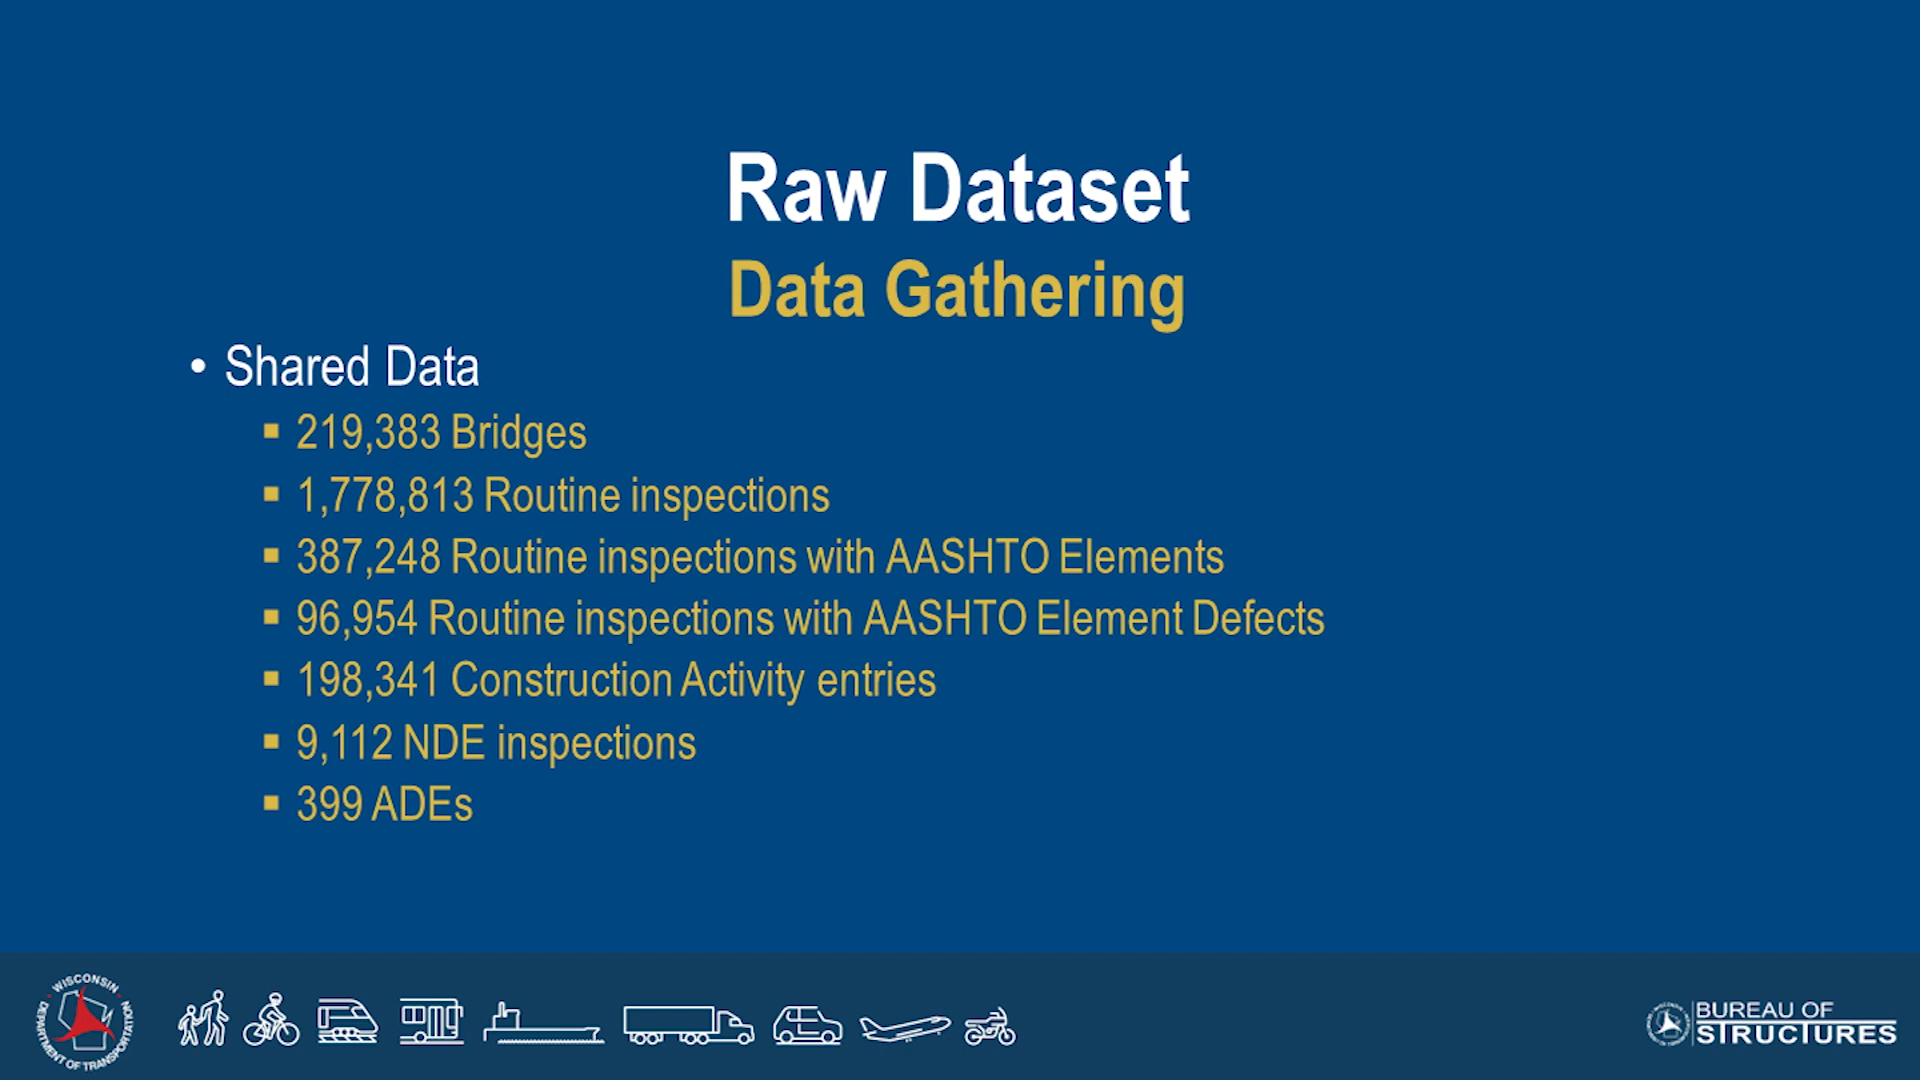 Raw Dataset
Data Gathering
• Shared Data
▪ 219,383 Bridges
▪ 1,778,813 Routine inspections
▪ 387,248 Routine inspections with AASHTO Elements
▪ 96,954 Routine inspections with AASHTO Element Defects
▪ 198,341 Construction Activity entries
▪ 9,112 NDE inspections
▪ 399 ADEs
WISCONSIN
DEPARTMENT OF TRANSPORTATION
BUREAU OF
STRUCTURES